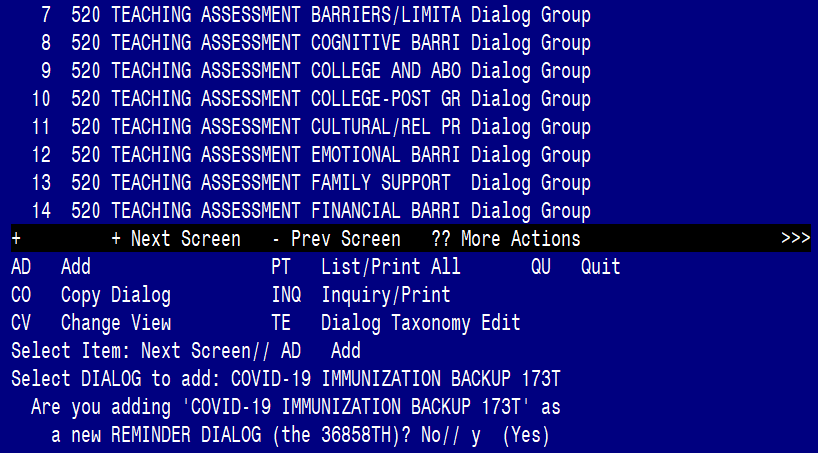 7  520 TEACHING ASSESSMENT BARRIERS/LIMITA Dialog Group
8  520 TEACHING ASSESSMENT COGNITIVE BARRI Dialog Group
9  520 TEACHING ASSESSMENT COLLEGE AND ABO Dialog Group
10  520 TEACHING ASSESSMENT COLLEGE-POST GR Dialog Group
11  520 TEACHING ASSESSMENT CULTURAL/REL PR Dialog Group
12  520 TEACHING ASSESSMENT EMOTIONAL BARRI Dialog Group
13  520 TEACHING ASSESSMENT FAMILY SUPPORT  Dialog Group
14  520 TEACHING ASSESSMENT FINANCIAL BARRI Dialog Group
+         + Next Screen   - Prev Screen   ?? More Actions                    >>>
AD   Add                  PT   List/Print All       QU   Quit
CO   Copy Dialog          INQ  Inquiry/Print
CV   Change View          TE   Dialog Taxonomy Edit
Select Item: Next Screen// AD   Add
Select DIALOG to add: COVID-19 IMMUNIZATION BACKUP 173T
Are you adding 'COVID-19 IMMUNIZATION BACKUP 173T' as
a new REMINDER DIALOG (the 36858TH)? No// y  (Yes)